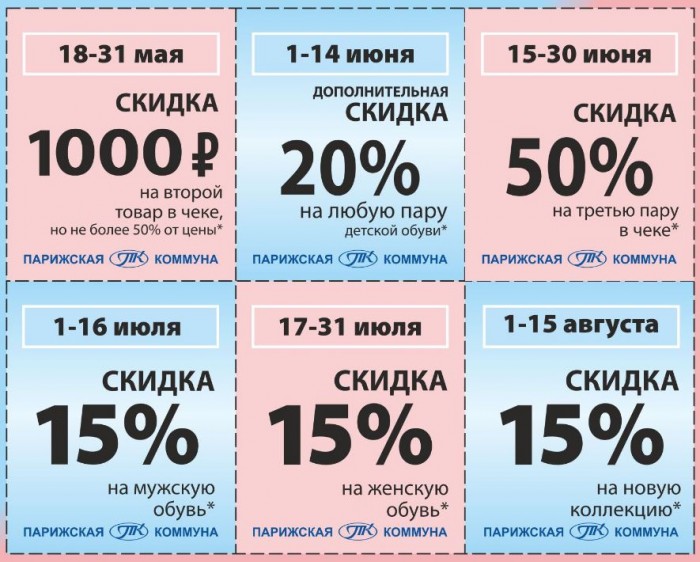 18-31 мая
СКИДКА
1000 ₽
на второй
товар в чеке,
но не более 50% от цены*
ПАРИЖСКАЯ ПК КОММУНА
1-14 июня
ДОПОЛНИТЕЛЬНАЯ
СКИДКА
20%
на любую пару
детской обуви*
ПАРИЖСКАЯ ПК КОММУНА
15-30 июня
СКИДКА
50%
на третью пару
в чеке*
ПАРИЖСКАЯ ПК КОММУНА
1-16 июля
СКИДКА
15%
на мужскую
обувь*
ПАРИЖСКАЯ ПК КОММУНА
17-31 июля
СКИДКА
15%
на женскую
обувь*
ПАРИЖСКАЯ ПК КОММУНА
1-15 августа
СКИДКА
15%
на новую
коллекцию*
ПАРИЖСКАЯ ПК КОММУНА